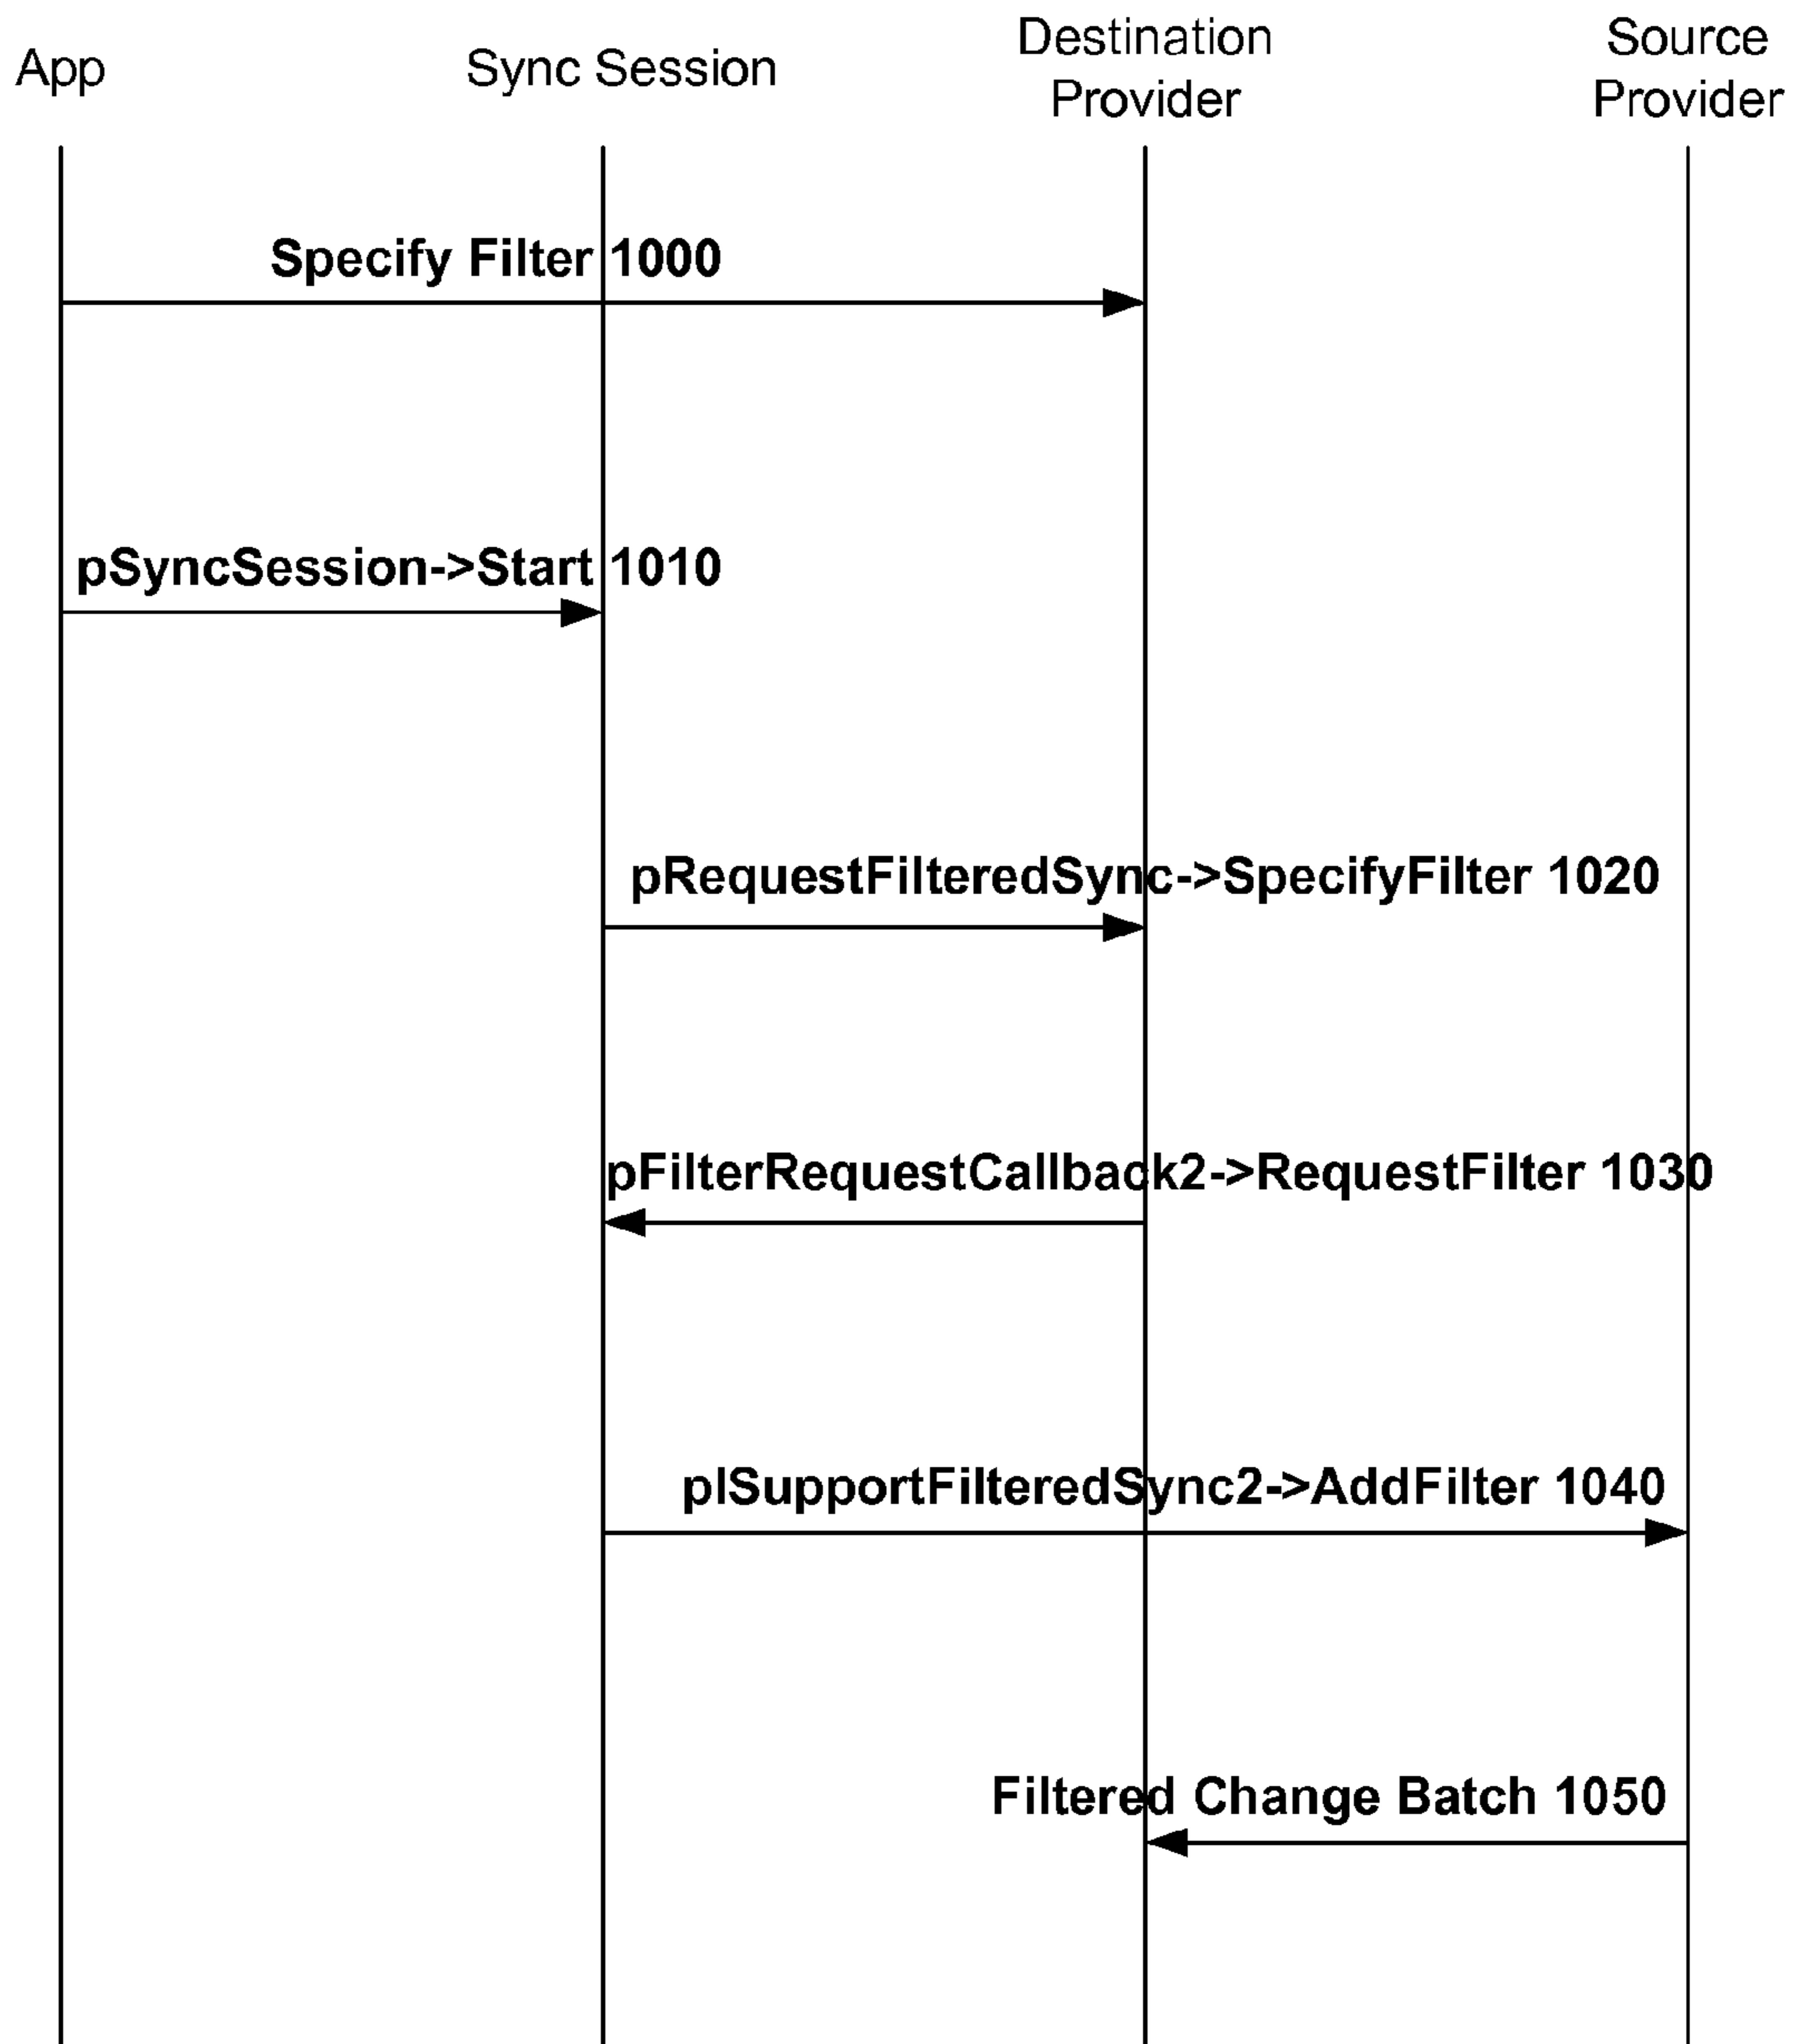 App
Sync Session
Destination
Provider
Source
Provider
Specify Filter 1000
pSyncSession->Start 1010
pRequestFilteredSync->SpecifyFilter 1020
pFilterRequestCallback2->RequestFilter 1030
pISupportFilteredSync2->AddFilter 1040
Filtered Change Batch 1050